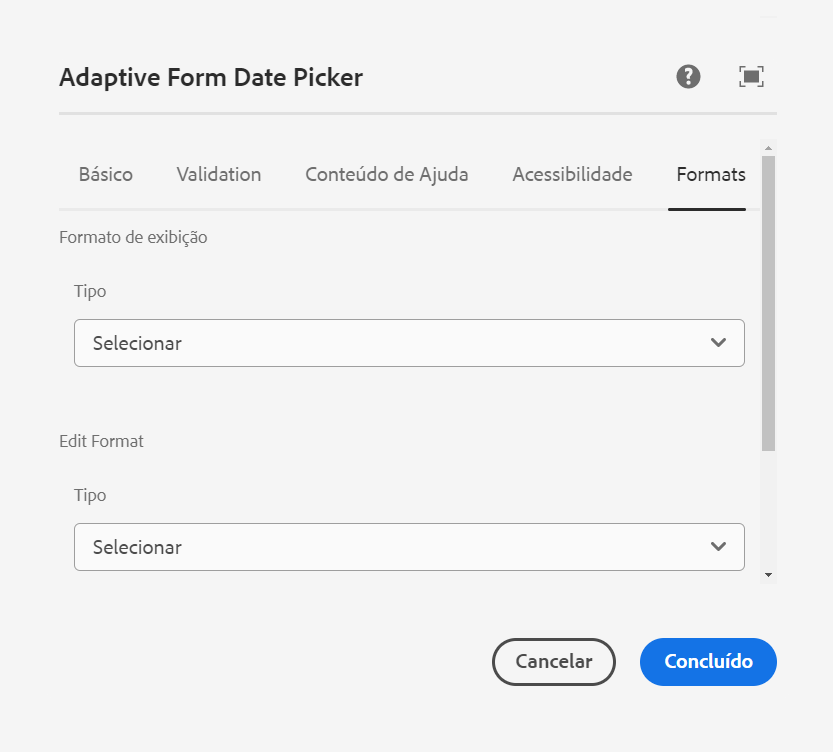 Adaptive Form Date Picker
Básico Validation Conteúdo de Ajuda Acessibilidade Formats
Formato de exibição
Tipo
Selecionar
Edit Format
Tipo
Selecionar
Cancelar Concluído